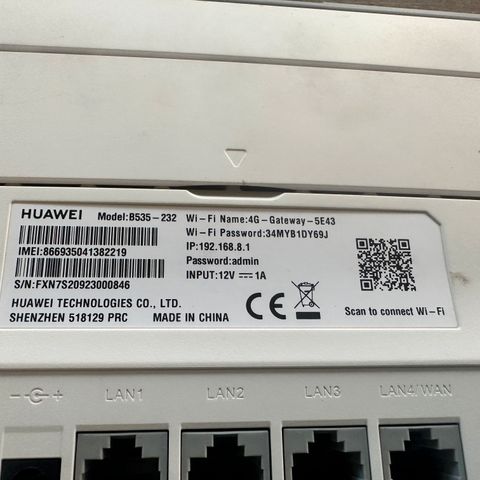 HUAWEI Model:B535-232
IMEI:866935041382219
S/N:FXN7S20923000846
HUAWEI TECHNOLOGIES CO., LTD.
SHENZHEN 518129 PRC MADE IN CHINA
Wi-Fi Name:4G-Gateway-5E43
Wi-Fi Password:34MYB1DY69J
IP:192.168.8.1
Password:admin
INPUT:12V⎓1A
CE
Scan to connect Wi-Fi
LAN1 LAN2 LAN3 LAN4/WAN